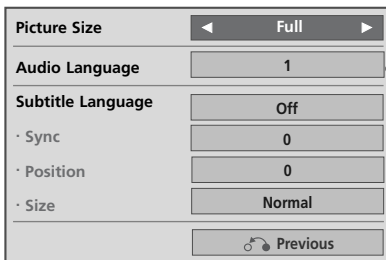 Picture Size ◀ Full ▶
Audio Language 1
Subtitle Language Off
· Sync 0
· Position 0
· Size Normal
Previous